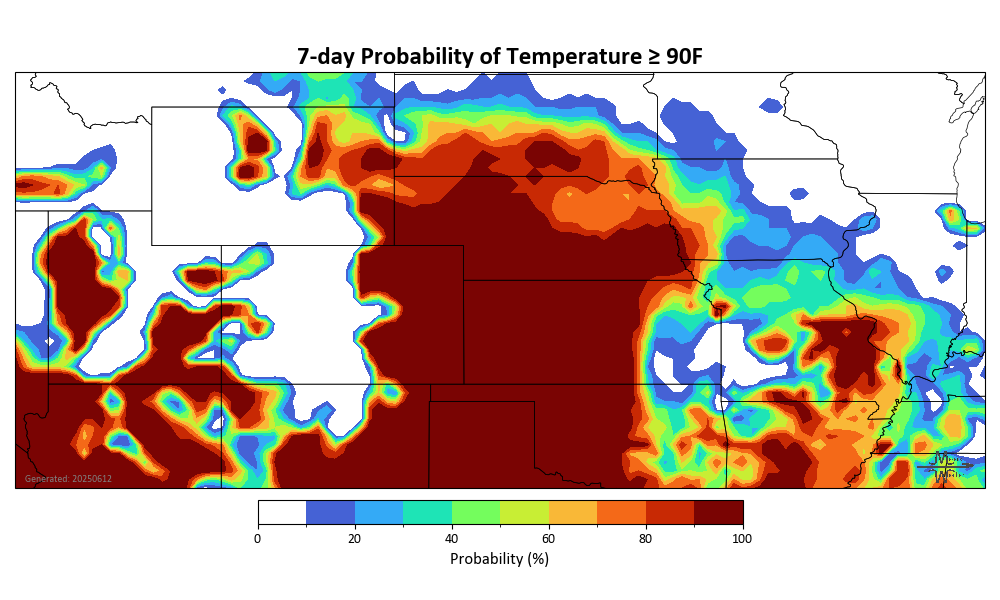 7-day Probability of Temperature ≥ 90F
Generated: 20250612
0 20 40 60 80 100
Probability (%)